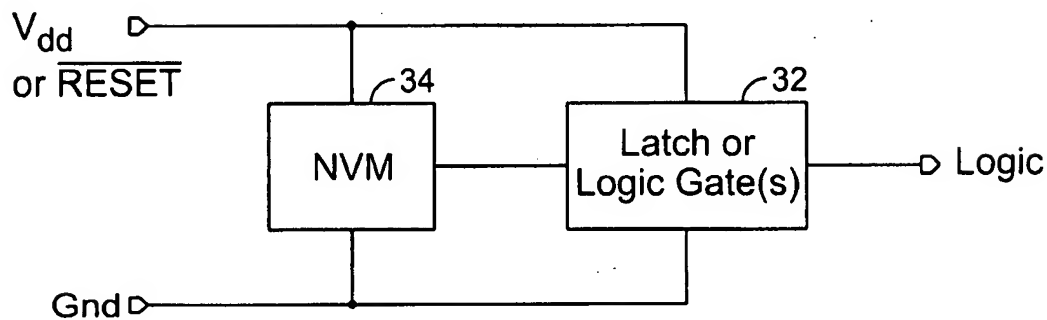 Vdd
or RESET
34
32
NVM
Latch or
Logic Gate(s)
Logic
Gnd